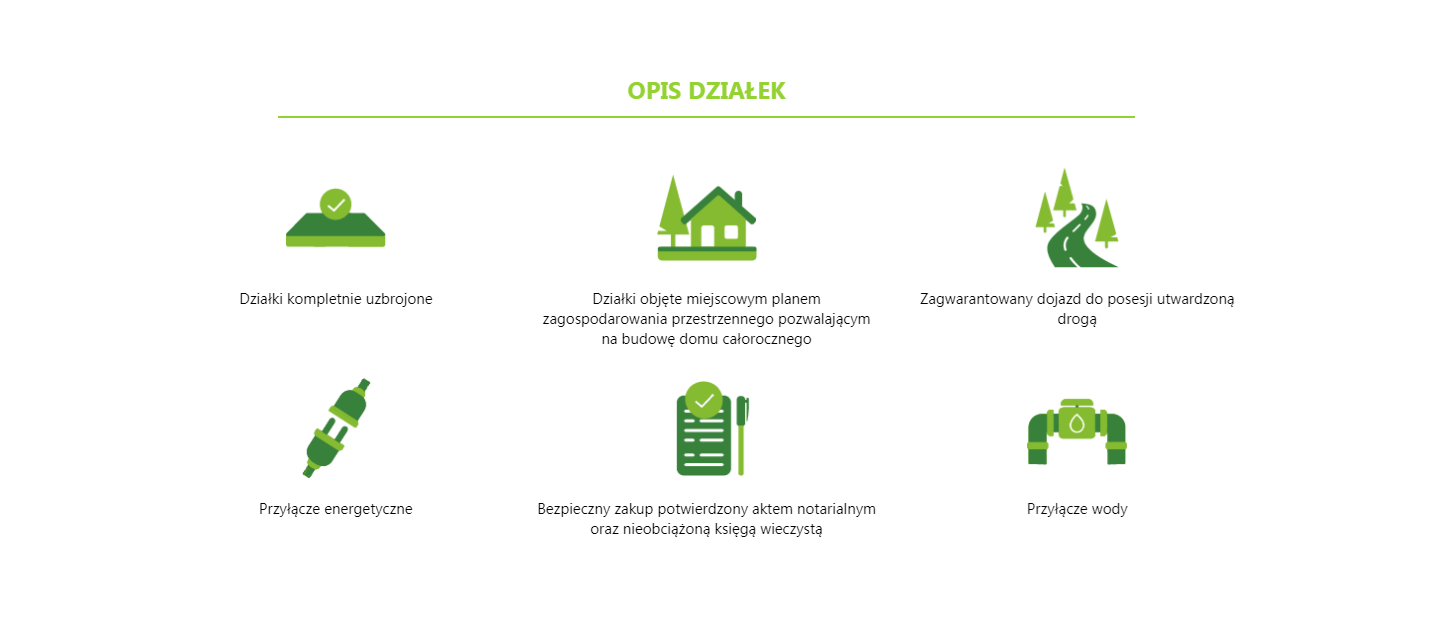 OPIS DZIAŁEK
Działki kompletnie uzbrojone
Działki objęte miejscowym planem
zagospodarowania przestrzennego pozwalającym
na budowę domu całorocznego
Zagwarantowany dojazd do posesji utwardzoną
drogą
Przyłącze energetyczne
Bezpieczny zakup potwierdzony aktem notarialnym
oraz nieobciążoną księgą wieczystą
Przyłącze wody